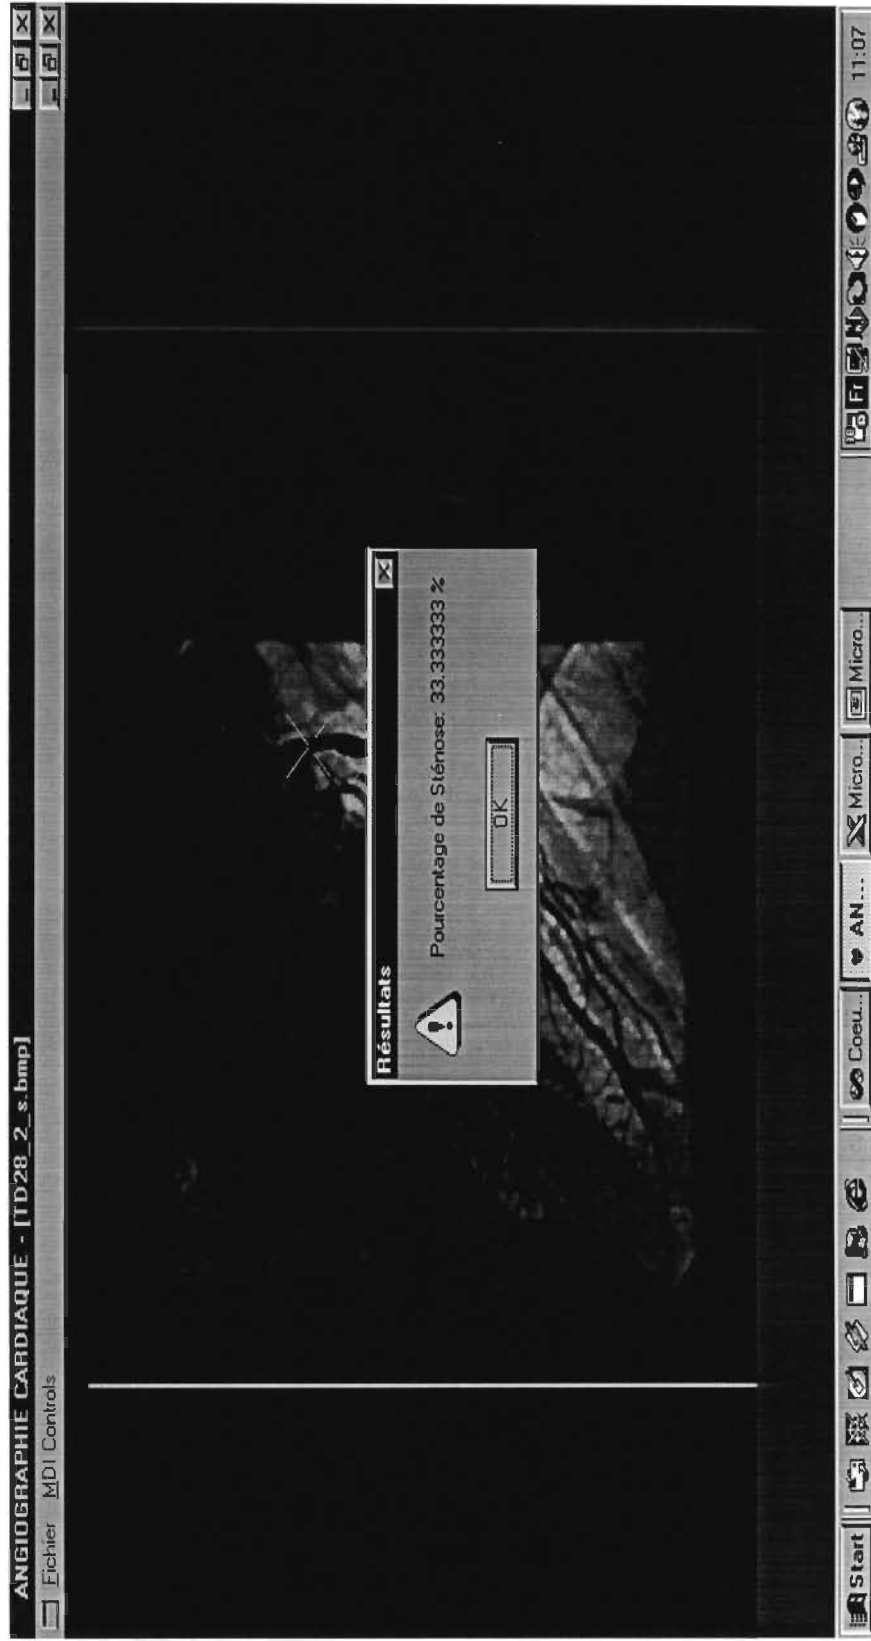 ANGIOGRAPHIE CARDIAQUE - [TD28_2_s.bmp]
Fichier MDI Controls
Résultats
Pourcentage de Sténose: 33.333333 %
OK
Start
Coeu...
AN...
Micro...
Micro...
Fr
11:07